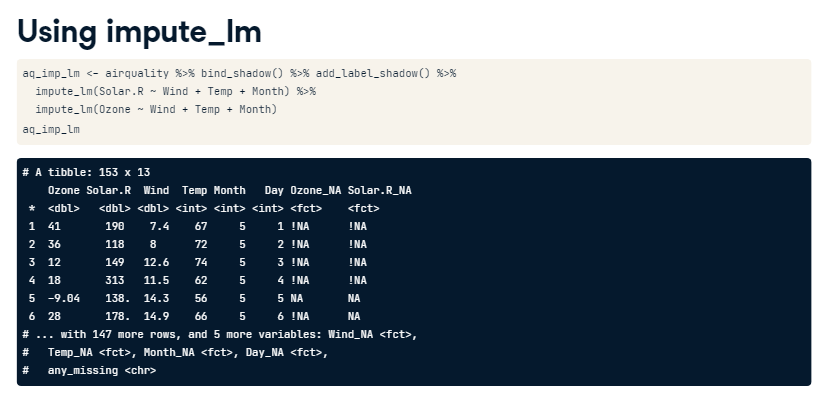 Using impute_lm
aq_imp_lm <- airquality %>% bind_shadow() %>% add_label_shadow() %>%
  impute_lm(Solar.R ~ Wind + Temp + Month) %>%
  impute_lm(Ozone ~ Wind + Temp + Month)
aq_imp_lm
# A tibble: 153 x 13
    Ozone Solar.R  Wind  Temp Month   Day Ozone_NA Solar.R_NA
 *  <dbl>   <dbl> <dbl> <int> <int> <int> <fct>    <fct>
 1  41       190    7.4    67     5     1 !NA      !NA
 2  36       118    8      72     5     2 !NA      !NA
 3  12       149   12.6    74     5     3 !NA      !NA
 4  18       313   11.5    62     5     4 !NA      !NA
 5  -9.04    138.  14.3    56     5     5 NA       NA
 6  28       178.  14.9    66     5     6 !NA      NA
# ... with 147 more rows, and 5 more variables: Wind_NA <fct>,
#   Temp_NA <fct>, Month_NA <fct>, Day_NA <fct>,
#   any_missing <chr>